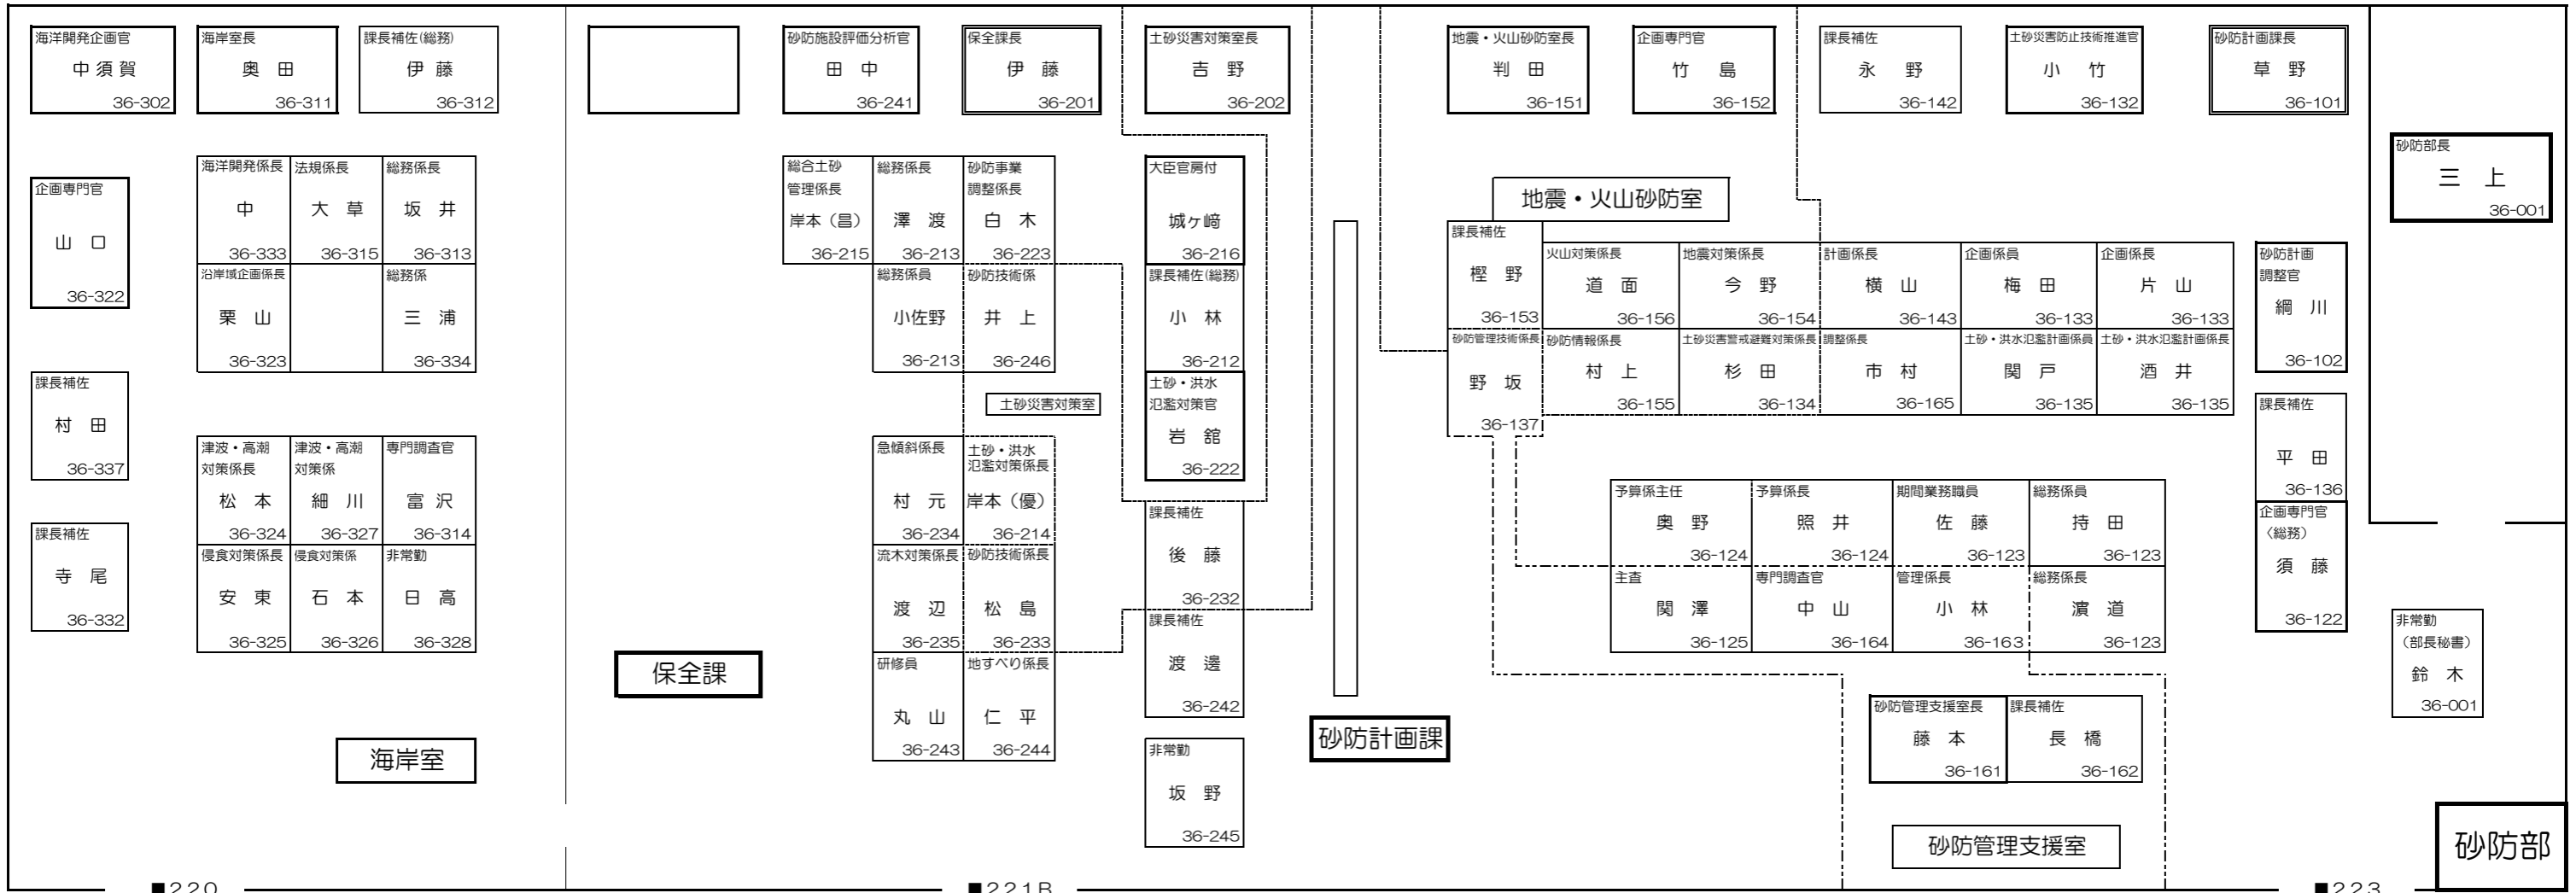 海洋開発企画官
中須賀
36-302
海岸室長
奥 田
36-311
課長補佐(総務)
伊 藤
36-312
砂防施設評価分析官
田 中
36-241
保全課長
伊 藤
36-201
土砂災害対策室長
吉 野
36-202
地震・火山砂防室長
判 田
36-151
企画専門官
竹 島
36-152
課長補佐
永 野
36-142
土砂災害防止技術推進官
小 竹
36-132
砂防計画課長
草 野
36-101
砂防部長
三 上
36-001
企画専門官
山 口
36-322
課長補佐
村 田
36-337
課長補佐
寺 尾
36-332
海洋開発係長
中
36-333
法規係長
大 草
36-315
総務係長
坂 井
36-313
沿岸域企画係長
栗 山
36-323
総務係
三 浦
36-334
津波・高潮
対策係長
松 本
36-324
津波・高潮
対策係
細 川
36-327
専門調査官
富 沢
36-314
侵食対策係長
安 東
36-325
侵食対策係
石 本
36-326
非常勤
日 高
36-328
海岸室
総合土砂
管理係長
岸本（昌）
36-215
総務係長
澤 渡
36-213
砂防事業
調整係長
白 木
36-223
総務係員
小佐野
36-213
砂防技術係
井 上
36-246
土砂災害対策室
急傾斜係長
村 元
36-234
土砂・洪水
氾濫対策係長
岸本（優）
36-214
流木対策係長
渡 辺
36-235
砂防技術係長
松 島
36-233
研修員
丸 山
36-243
地すべり係長
仁 平
36-244
保全課
大臣官房付
城ヶ﨑
36-216
課長補佐(総務)
小 林
36-212
土砂・洪水
氾濫対策官
岩 舘
36-222
課長補佐
後 藤
36-232
課長補佐
渡 邊
36-242
非常勤
坂 野
36-245
砂防計画課
地震・火山砂防室
課長補佐
樫 野
36-153
火山対策係長
道 面
36-156
地震対策係長
今 野
36-154
計画係長
横 山
36-143
企画係員
梅 田
36-133
企画係長
片 山
36-133
砂防管理技術係長
野 坂
36-137
砂防情報係長
村 上
36-155
土砂災害警戒避難対策係長
杉 田
36-134
調整係長
市 村
36-165
土砂・洪水氾濫計画係員
関 戸
36-135
土砂・洪水氾濫計画係長
酒 井
36-135
砂防計画
調整官
綱 川
36-102
課長補佐
平 田
36-136
企画専門官
〈総務〉
須 藤
36-122
予算係主任
奥 野
36-124
予算係長
照 井
36-124
期間業務職員
佐 藤
36-123
総務係員
持 田
36-123
主査
関 澤
36-125
専門調査官
中 山
36-164
管理係長
小 林
36-163
総務係長
濵 道
36-123
砂防管理支援室長
藤 本
36-161
課長補佐
長 橋
36-162
砂防管理支援室
非常勤
（部長秘書）
鈴 木
36-001
砂防部
■220
■221B
■223